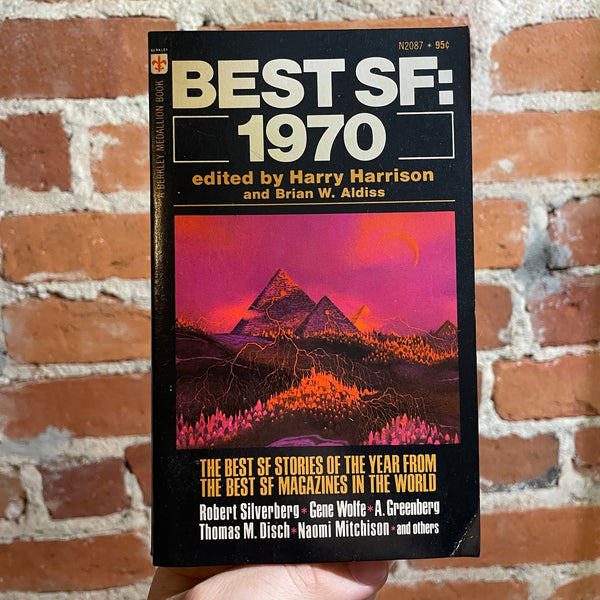 BERKLEY
N2087 • 95¢
A BERKLEY MEDALLION BOOK
BEST SF:
1970
edited by Harry Harrison
and Brian W. Aldiss
THE BEST SF STORIES OF THE YEAR FROM
THE BEST SF MAGAZINES IN THE WORLD
Robert Silverberg * Gene Wolfe * A. Greenberg
Thomas M. Disch * Naomi Mitchison * and others